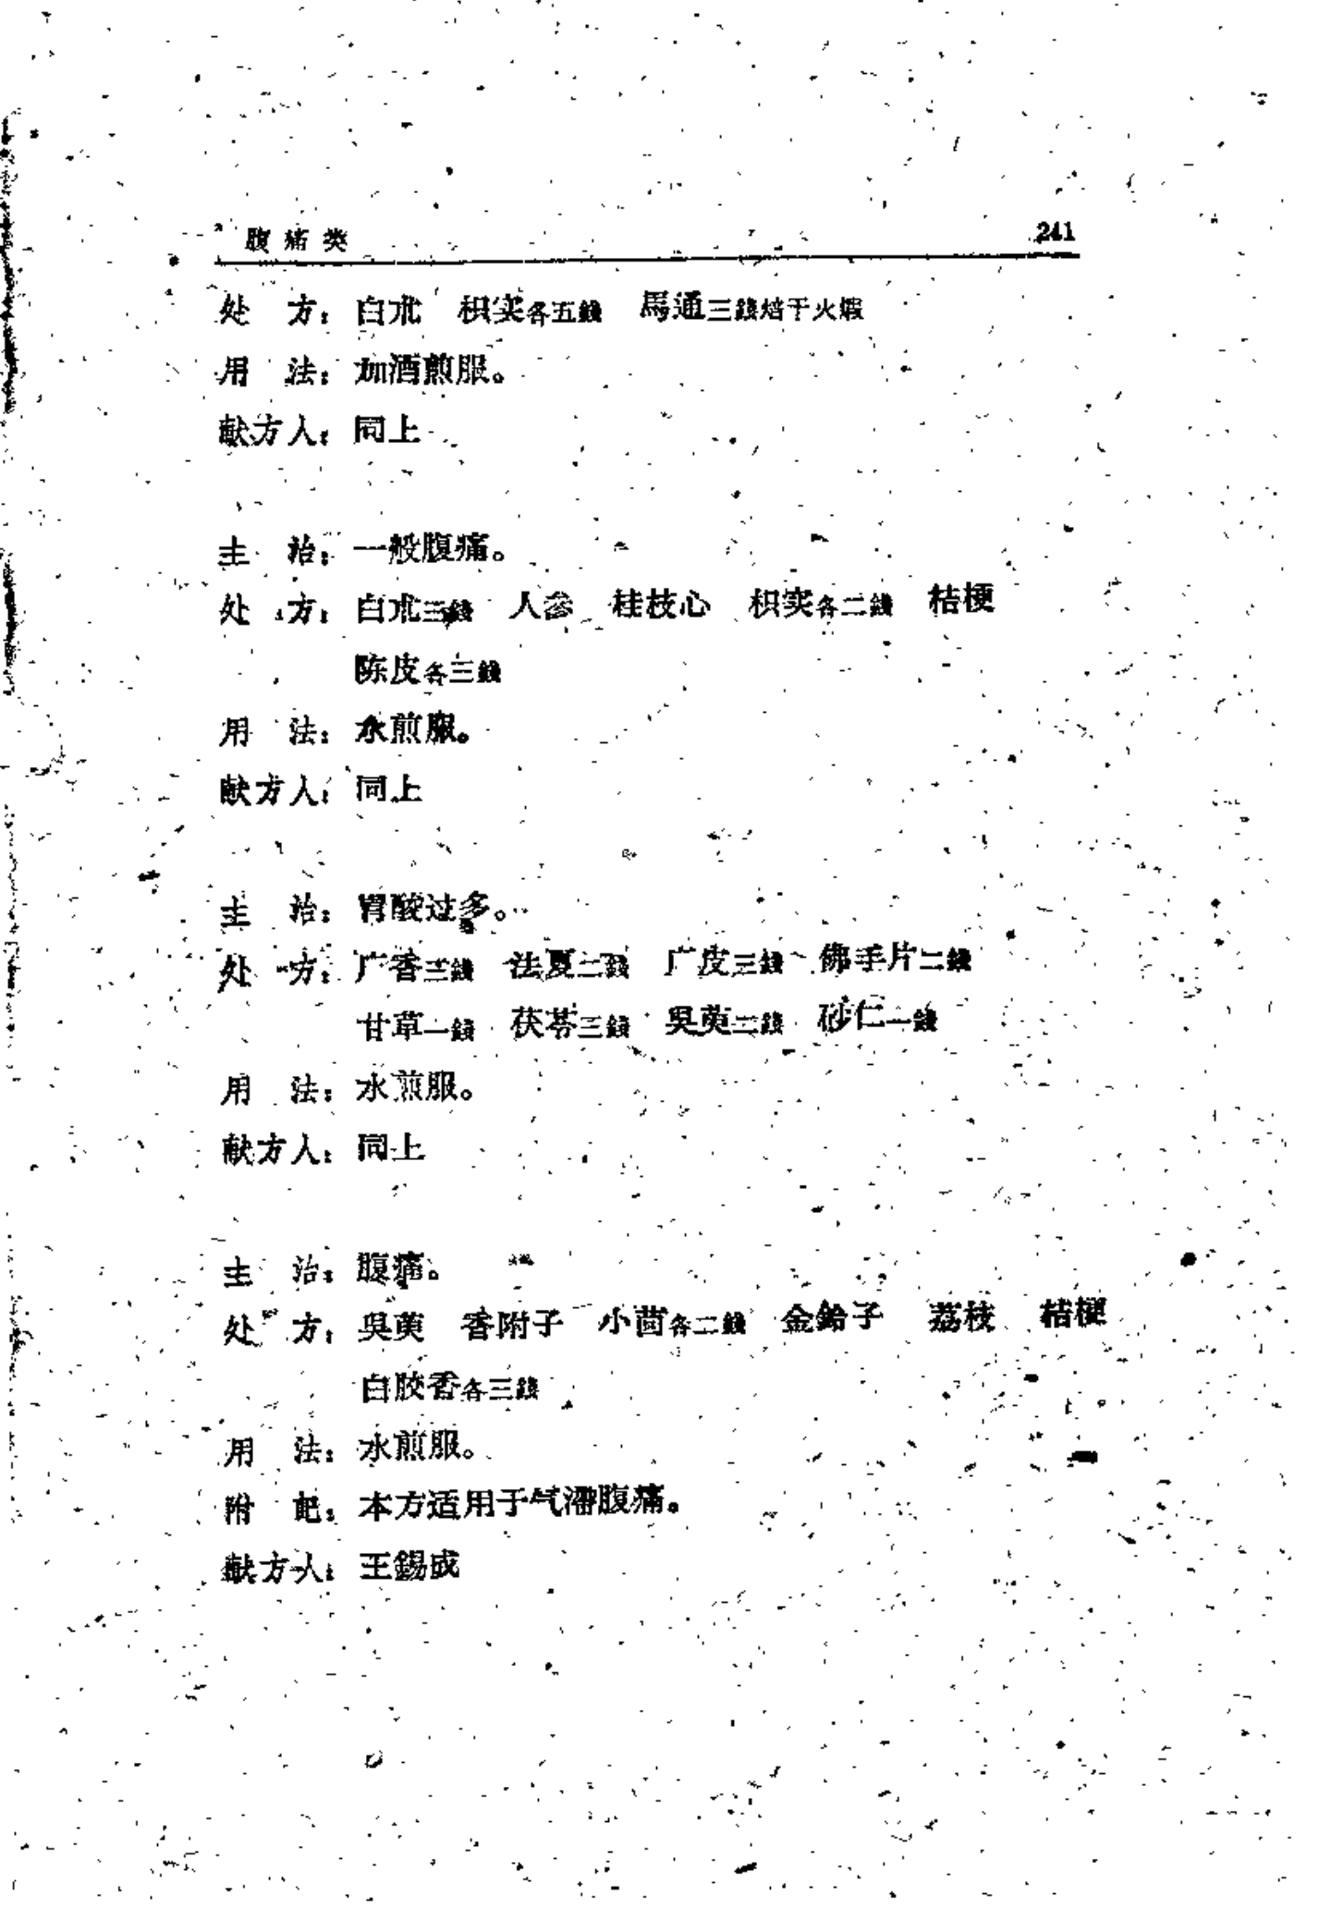 腹痛类 241
处 方：白朮 枳实各五錢 馬通三錢焙干火煅
用 法：加酒煎服。
献方人：同上
主 治：一般腹痛。
处 方：白朮三錢 人参 桂枝心 枳实各二錢 桔梗
陈皮各三錢
用 法：水煎服。
献方人：同上
主 治：胃酸过多。
处 方：广香三錢 法夏二錢 广皮三錢 佛手片二錢
甘草一錢 茯苓三錢 吳萸二錢 砂仁一錢
用 法：水煎服。
献方人：同上
主 治：腹痛。
处 方：吳萸 香附子 小茴各二錢 金鈴子 荔枝 桔梗
白胶香各三錢
用 法：水煎服。
附 記：本方适用于气滯腹痛。
献方人：王錫成